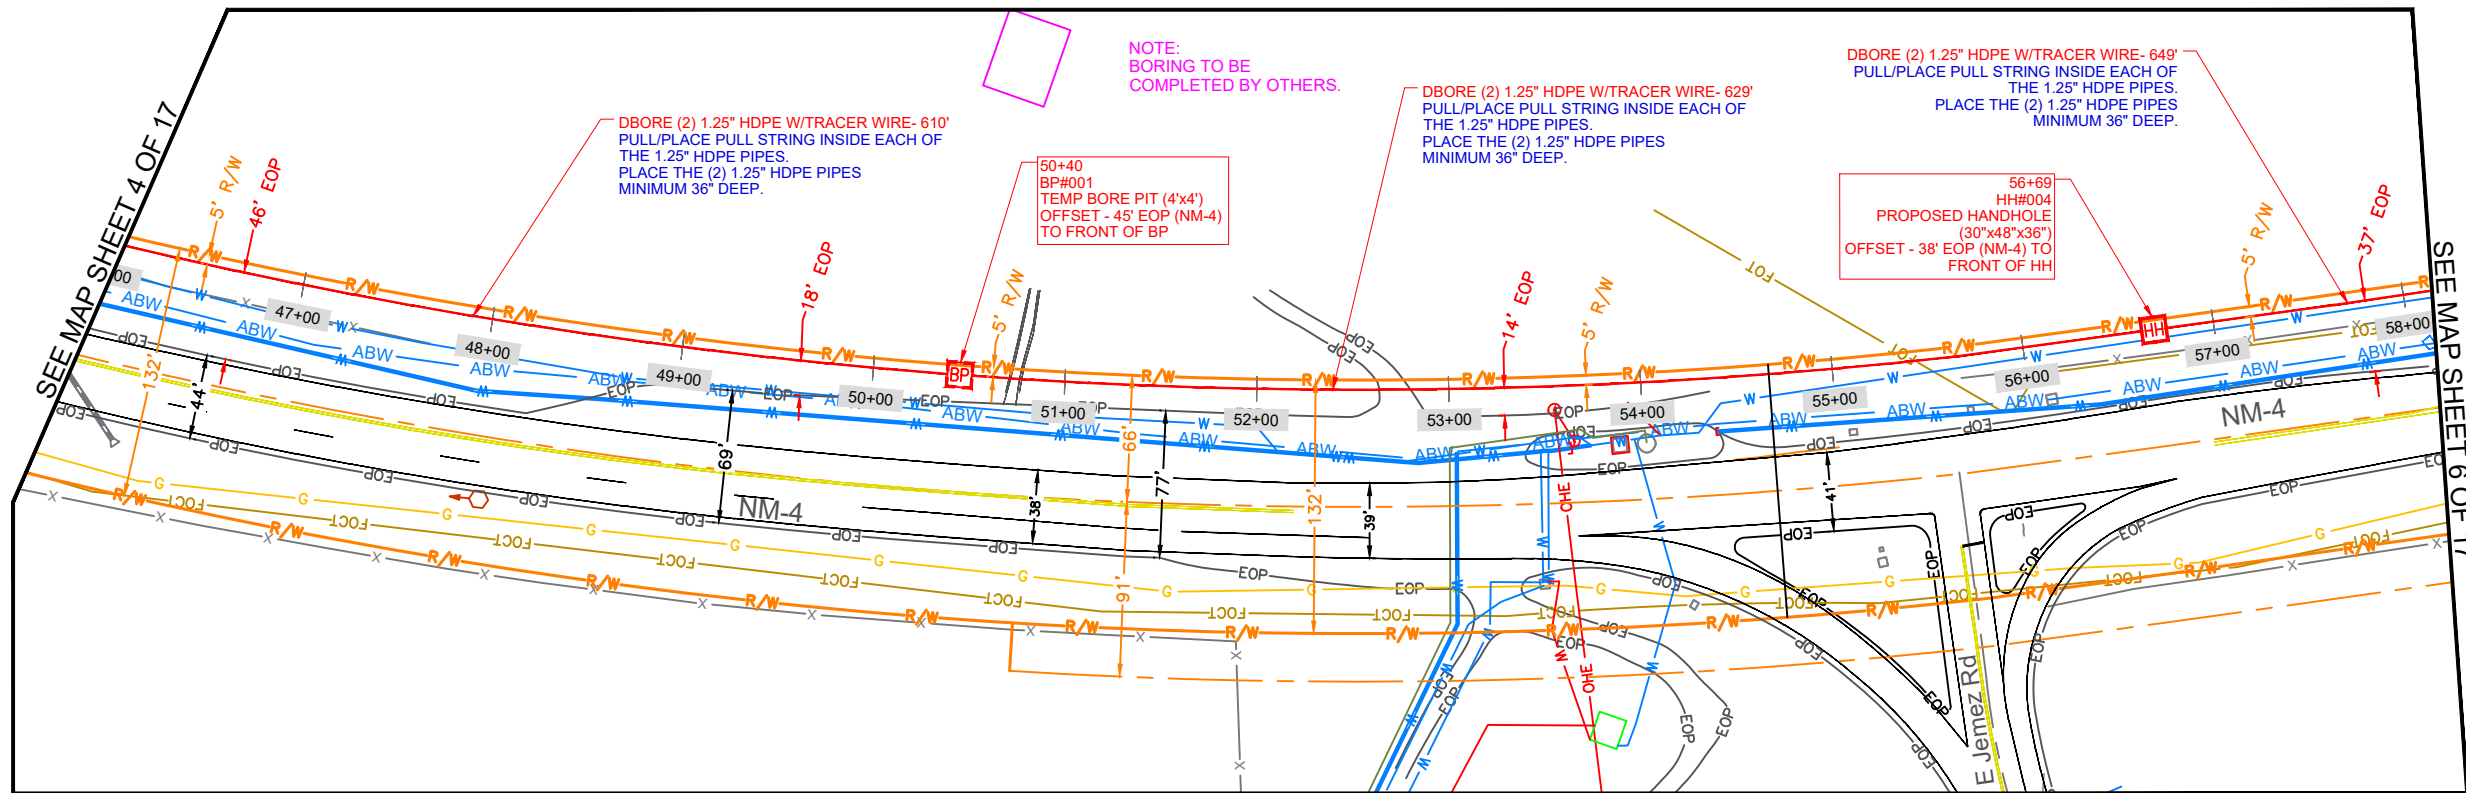 NOTE:
BORING TO BE
COMPLETED BY OTHERS.
DBORE (2) 1.25" HDPE W/TRACER WIRE- 610'
PULL/PLACE PULL STRING INSIDE EACH OF
THE 1.25" HDPE PIPES.
PLACE THE (2) 1.25" HDPE PIPES
MINIMUM 36" DEEP.
50+40
BP#001
TEMP BORE PIT (4'x4')
OFFSET - 45' EOP (NM-4)
TO FRONT OF BP
DBORE (2) 1.25" HDPE W/TRACER WIRE- 629'
PULL/PLACE PULL STRING INSIDE EACH OF
THE 1.25" HDPE PIPES.
PLACE THE (2) 1.25" HDPE PIPES
MINIMUM 36" DEEP.
DBORE (2) 1.25" HDPE W/TRACER WIRE- 649'
PULL/PLACE PULL STRING INSIDE EACH OF
THE 1.25" HDPE PIPES.
PLACE THE (2) 1.25" HDPE PIPES
MINIMUM 36" DEEP.
56+69
HH#004
PROPOSED HANDHOLE
(30"x48"x36")
OFFSET - 38' EOP (NM-4) TO
FRONT OF HH
SEE MAP SHEET 4 OF 17
SEE MAP SHEET 6 OF 17
5' R/W
46' EOP
18' EOP
5' R/W
14' EOP
5' R/W
5' R/W
37' EOP
BP
HH
00
47+00
48+00
49+00
50+00
51+00
52+00
53+00
54+00
55+00
56+00
57+00
58+00
132'
44'
69'
38'
66'
77'
91'
132'
39'
41'
NM-4
NM-4
E Jemez Rd
R/W
ABW
W
EOP
G
FOCT
FOT
OHE
OHE
X